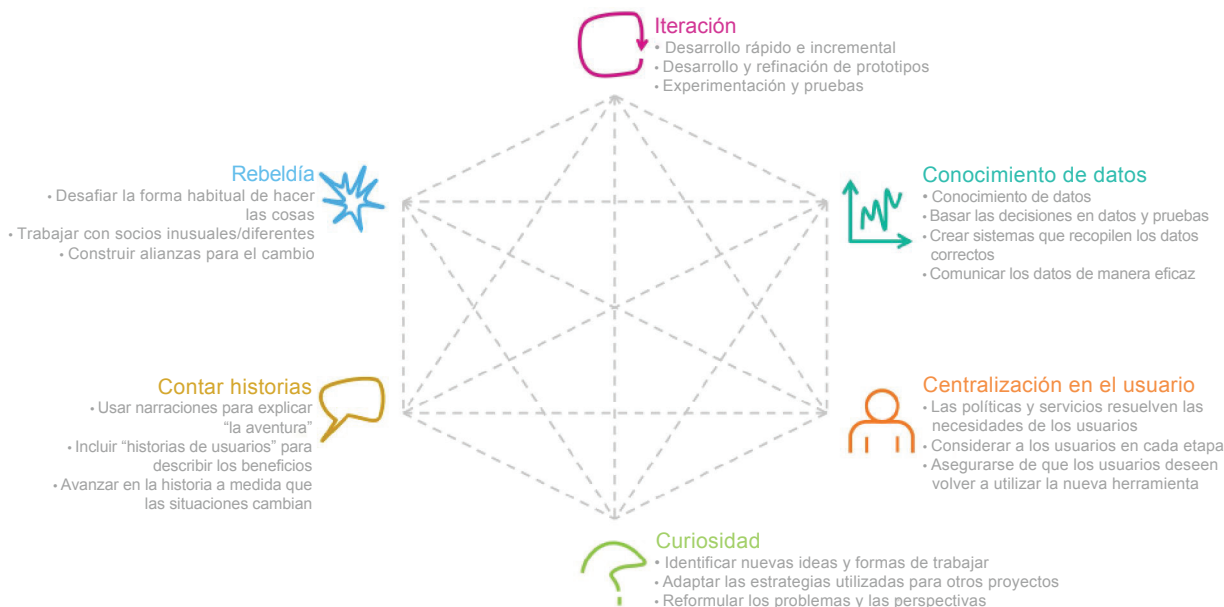 Iteración
• Desarrollo rápido e incremental
• Desarrollo y refinación de prototipos
• Experimentación y pruebas
Rebeldía
• Desafiar la forma habitual de hacer
las cosas
• Trabajar con socios inusuales/diferentes
• Construir alianzas para el cambio
Conocimiento de datos
• Conocimiento de datos
• Basar las decisiones en datos y pruebas
• Crear sistemas que recopilen los datos
correctos
• Comunicar los datos de manera eficaz
Contar historias
• Usar narraciones para explicar
“la aventura”
• Incluir “historias de usuarios” para
describir los beneficios
• Avanzar en la historia a medida que
las situaciones cambian
Centralización en el usuario
• Las políticas y servicios resuelven las
necesidades de los usuarios
• Considerar a los usuarios en cada etapa
• Asegurarse de que los usuarios deseen
volver a utilizar la nueva herramienta
Curiosidad
• Identificar nuevas ideas y formas de trabajar
• Adaptar las estrategias utilizadas para otros proyectos
• Reformular los problemas y las perspectivas